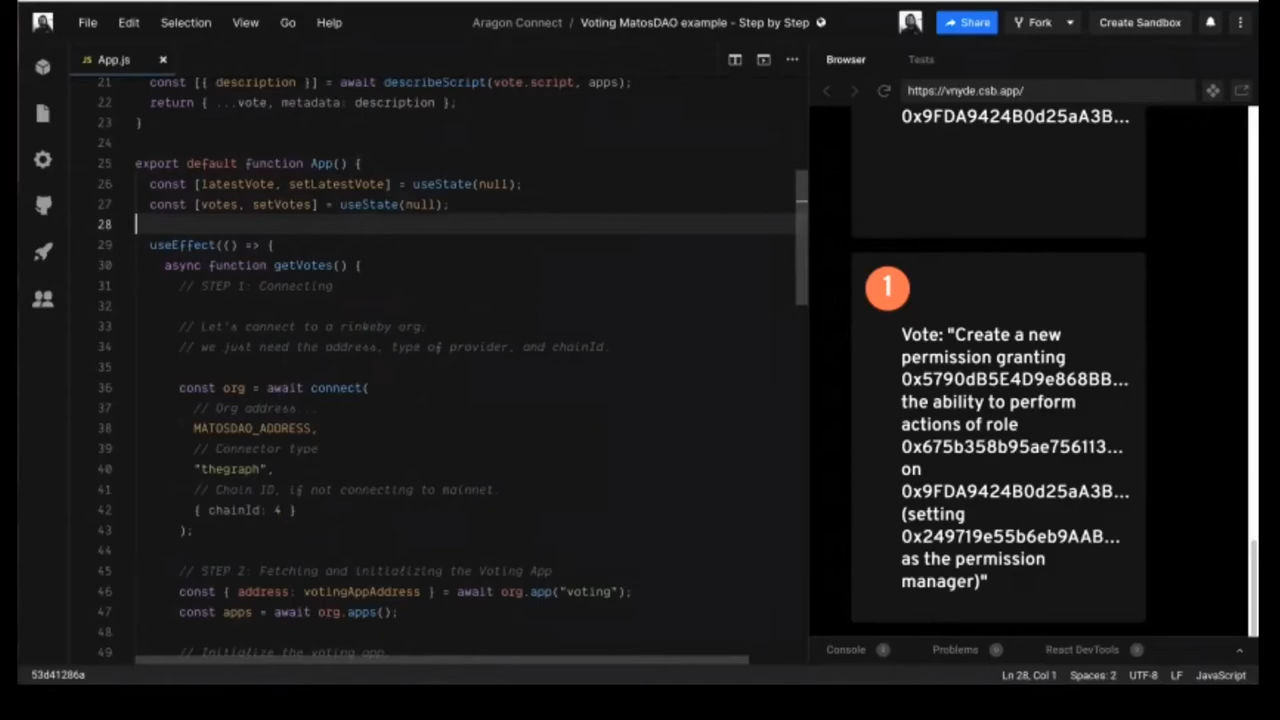 File Edit Selection View Go Help
Aragon Connect / Voting MatosDAO example - Step by Step
Share Fork Create Sandbox
JS App.js
21 const [{ description }] = await describeScript(vote.script, apps);
22 return { ...vote, metadata: description };
23 }
24
25 export default function App() {
26 const [latestVote, setLatestVote] = useState(null);
27 const [votes, setVotes] = useState(null);
28
29 useEffect(() => {
30 async function getVotes() {
31 // STEP 1: Connecting
32
33 // Let's connect to a rinkeby org;
34 // we just need the address, type of provider, and chainId.
35
36 const org = await connect(
37 // Org address...
38 MATOSDAO_ADDRESS,
39 // Connector type
40 "thegraph",
41 // Chain ID, if not connecting to mainnet.
42 { chainId: 4 }
43 );
44
45 // STEP 2: Fetching and initializing the Voting App
46 const { address: votingAppAddress } = await org.app("voting");
47 const apps = await org.apps();
48
49 // Initialize the voting app
Browser Tests
https://vnyde.csb.app/
0x9FDA9424B0d25aA3B...
1
Vote: "Create a new
permission granting
0x5790dB5E4D9e868BB...
the ability to perform
actions of role
0x675b358b95ae756113...
on
0x9FDA9424B0d25aA3B...
(setting
0x249719e55b6eb9AAB...
as the permission
manager)"
Console Problems React DevTools
53d41286a
Ln 28, Col 1 Spaces: 2 UTF-8 LF JavaScript